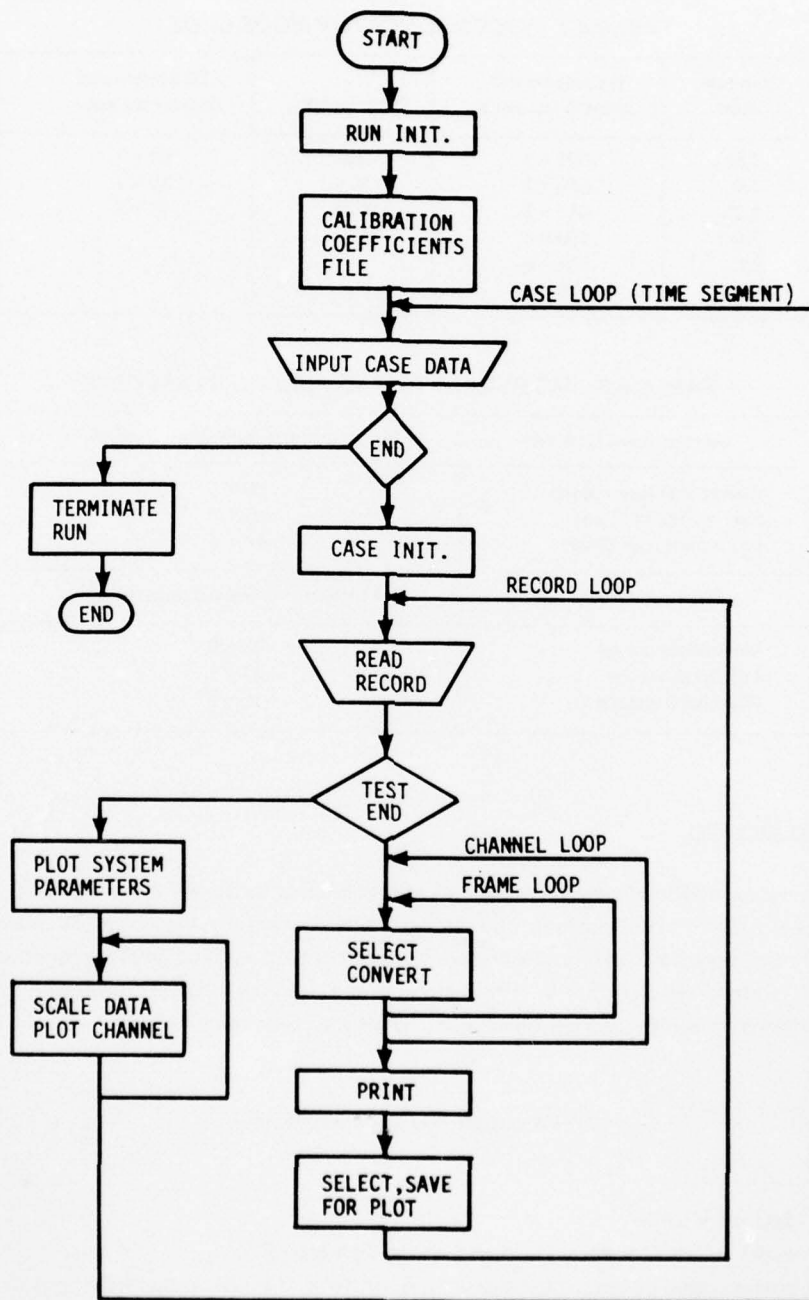 START
RUN INIT.
CALIBRATION
COEFFICIENTS
FILE
CASE LOOP (TIME SEGMENT)
INPUT CASE DATA
END
TERMINATE
RUN
CASE INIT.
END
RECORD LOOP
READ
RECORD
TEST
END
CHANNEL LOOP
PLOT SYSTEM
PARAMETERS
FRAME LOOP
SELECT
CONVERT
SCALE DATA
PLOT CHANNEL
PRINT
SELECT, SAVE
FOR PLOT